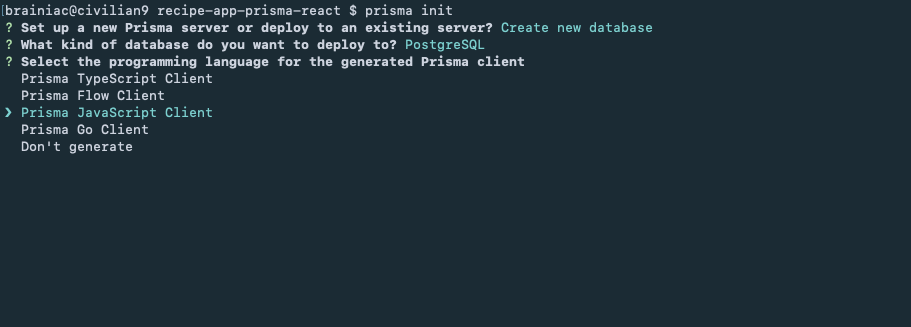 [brainiac@civilian9 recipe-app-prisma-react $ prisma init
? Set up a new Prisma server or deploy to an existing server? Create new database
? What kind of database do you want to deploy to? PostgreSQL
? Select the programming language for the generated Prisma client
Prisma TypeScript Client
Prisma Flow Client
❯ Prisma JavaScript Client
Prisma Go Client
Don't generate